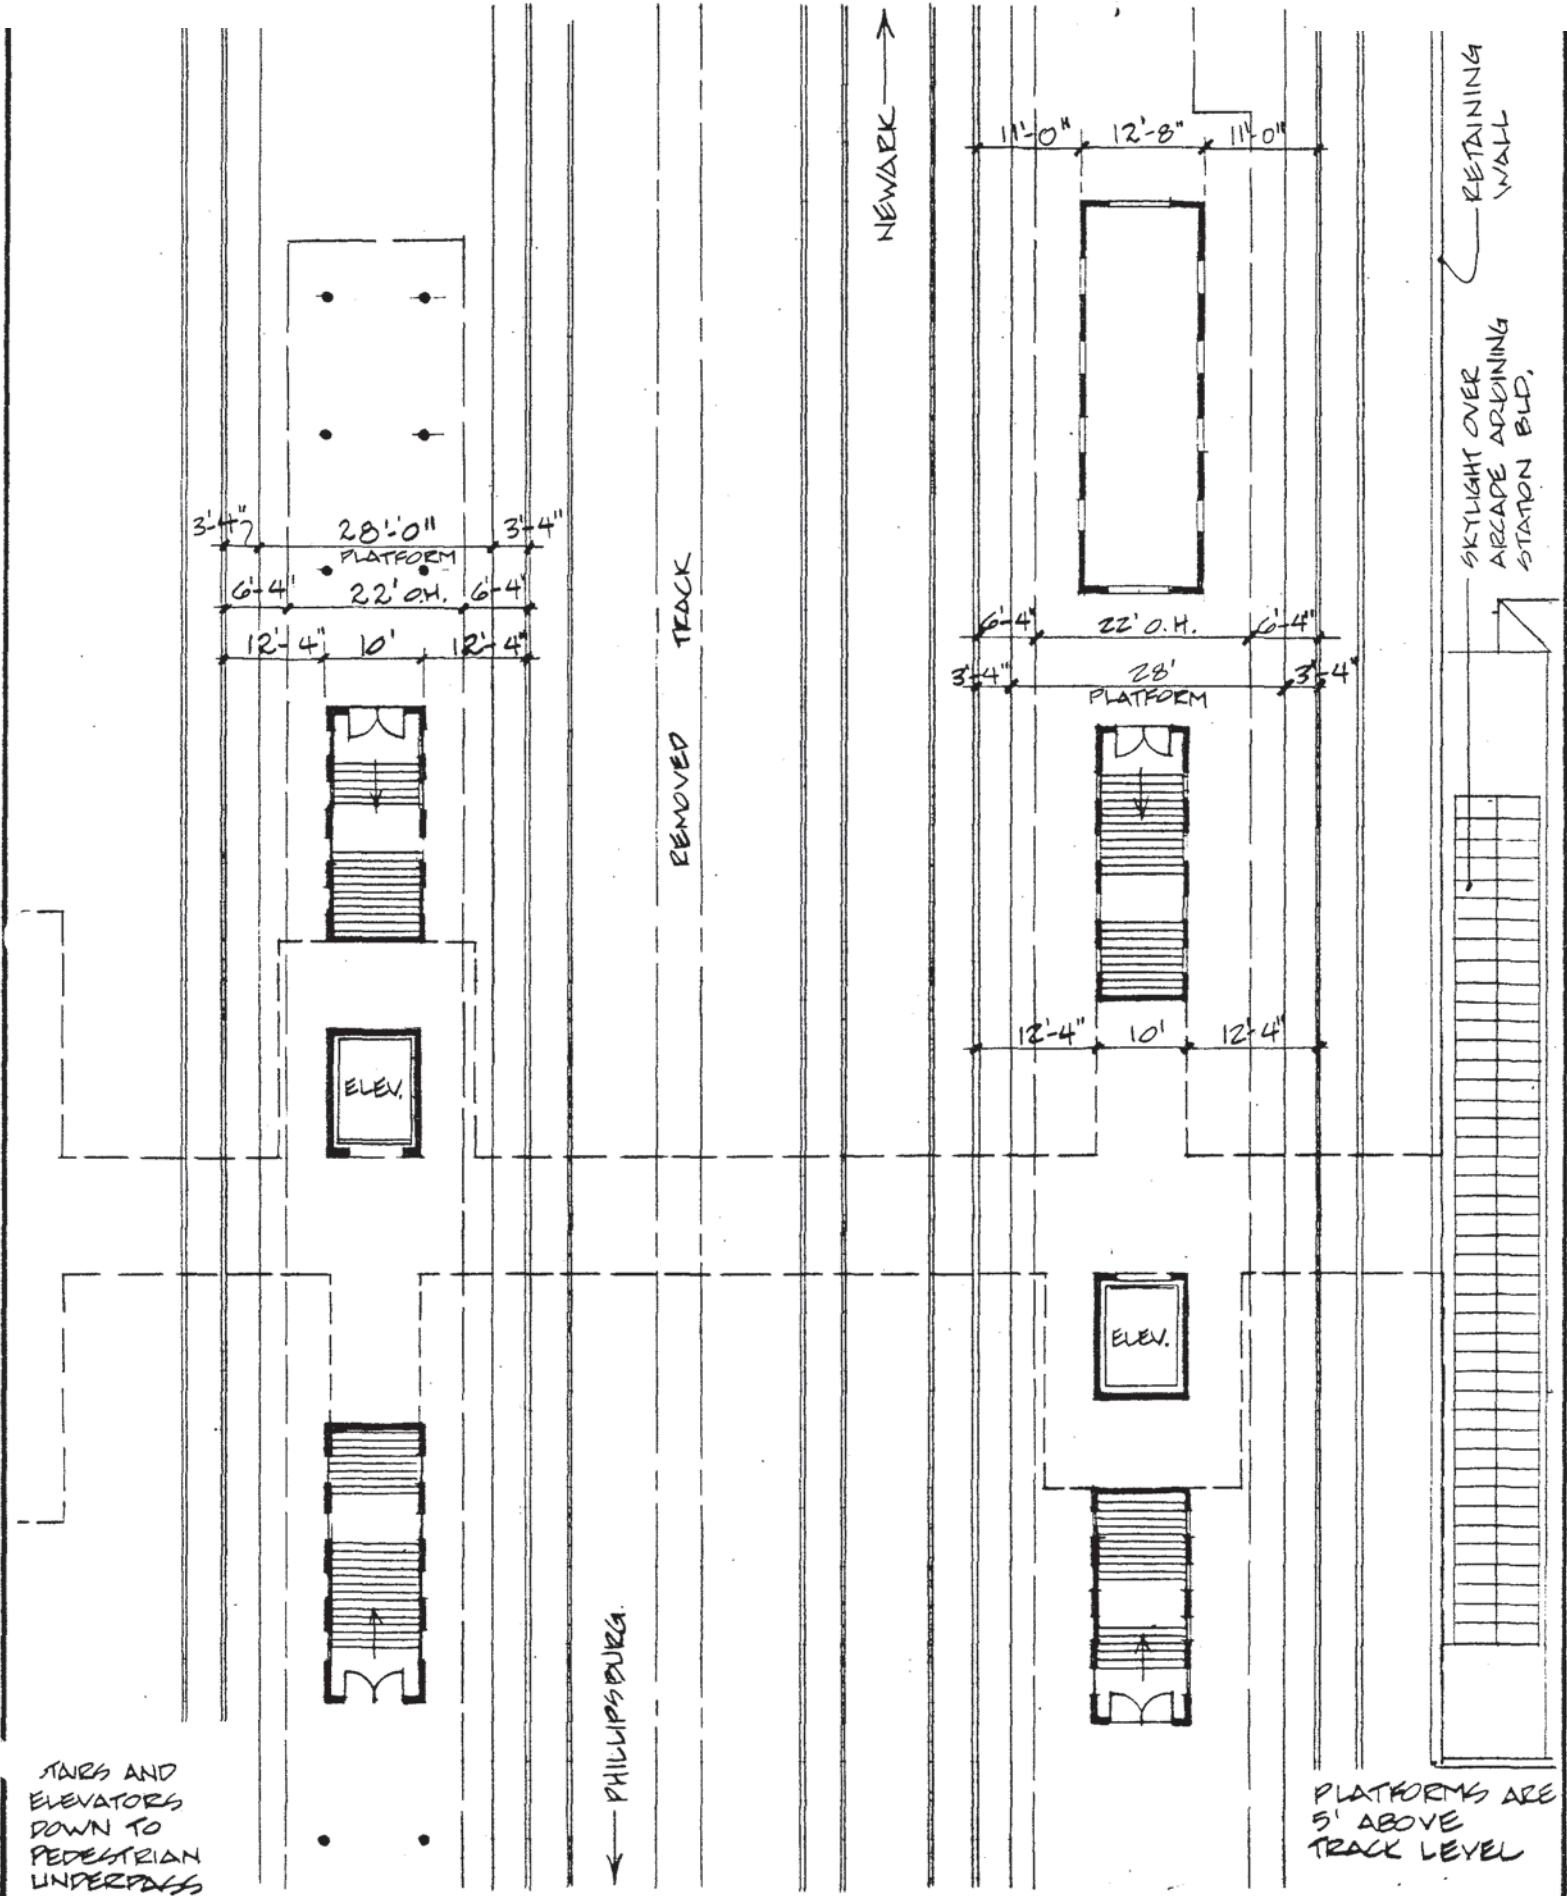 NEWARK
11'-0" 12'-8" 11'-0"
RETAINING
WALL
SKYLIGHT OVER
ARCADE ADJOINING
STATION BLD.
3'-4" 28'-0" 3'-4"
PLATFORM
6'-4" 22' O.H. 6'-4"
12'-4" 10' 12'-4"
REMOVED TRACK
6'-4" 22' O.H. 6'-4"
3'-4" 28' 3'-4"
PLATFORM
12'-4" 10' 12'-4"
ELEV.
ELEV.
PHILLIPSBURG.
TAIRS AND
ELEVATORS
DOWN TO
PEDESTRIAN
UNDERPASS
PLATFORMS ARE
5' ABOVE
TRACK LEVEL